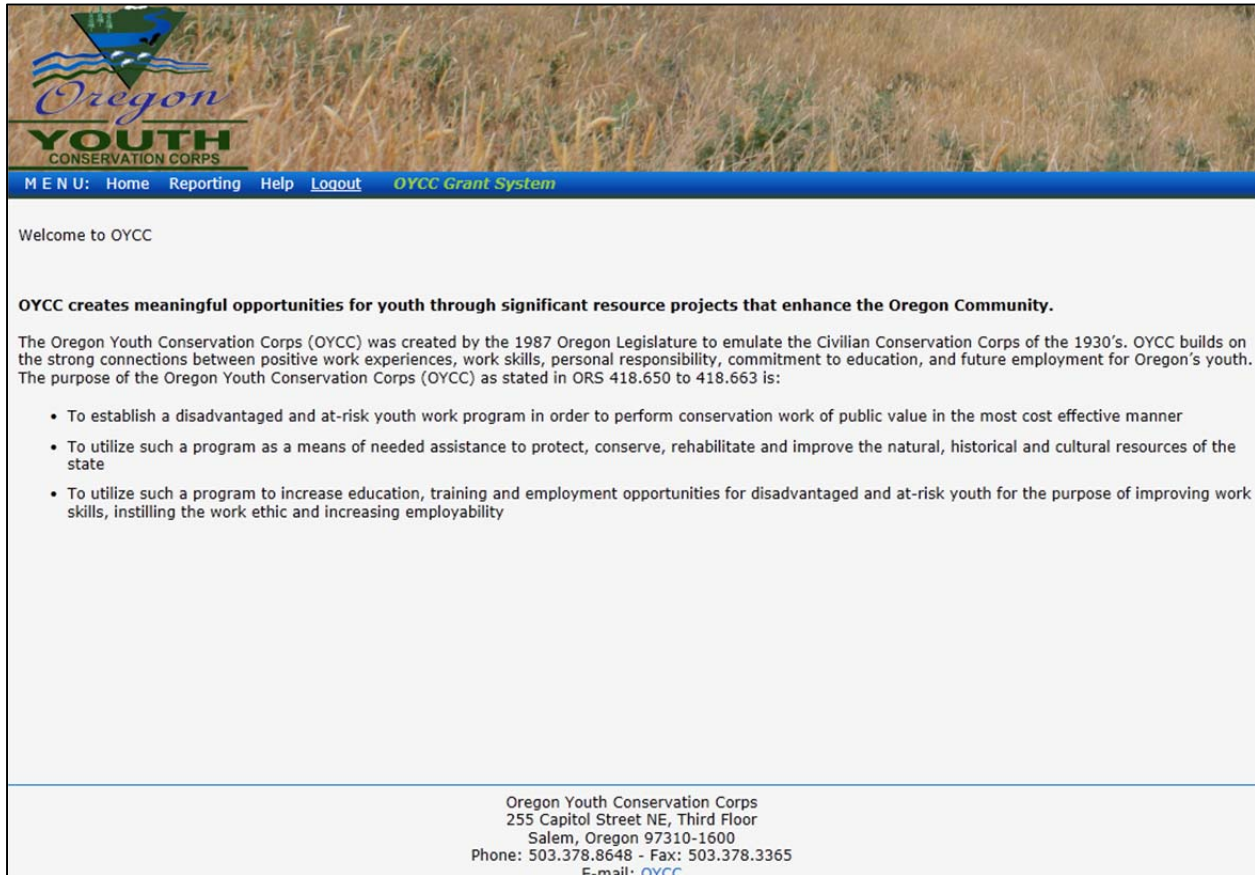 Oregon
YOUTH
CONSERVATION CORPS
M E N U: Home Reporting Help Logout OYCC Grant System
Welcome to OYCC
OYCC creates meaningful opportunities for youth through significant resource projects that enhance the Oregon Community.
The Oregon Youth Conservation Corps (OYCC) was created by the 1987 Oregon Legislature to emulate the Civilian Conservation Corps of the 1930's. OYCC builds on
the strong connections between positive work experiences, work skills, personal responsibility, commitment to education, and future employment for Oregon's youth.
The purpose of the Oregon Youth Conservation Corps (OYCC) as stated in ORS 418.650 to 418.663 is:
• To establish a disadvantaged and at-risk youth work program in order to perform conservation work of public value in the most cost effective manner
• To utilize such a program as a means of needed assistance to protect, conserve, rehabilitate and improve the natural, historical and cultural resources of the
state
• To utilize such a program to increase education, training and employment opportunities for disadvantaged and at-risk youth for the purpose of improving work
skills, instilling the work ethic and increasing employability
Oregon Youth Conservation Corps
255 Capitol Street NE, Third Floor
Salem, Oregon 97310-1600
Phone: 503.378.8648 - Fax: 503.378.3365
E-mail: OYCC